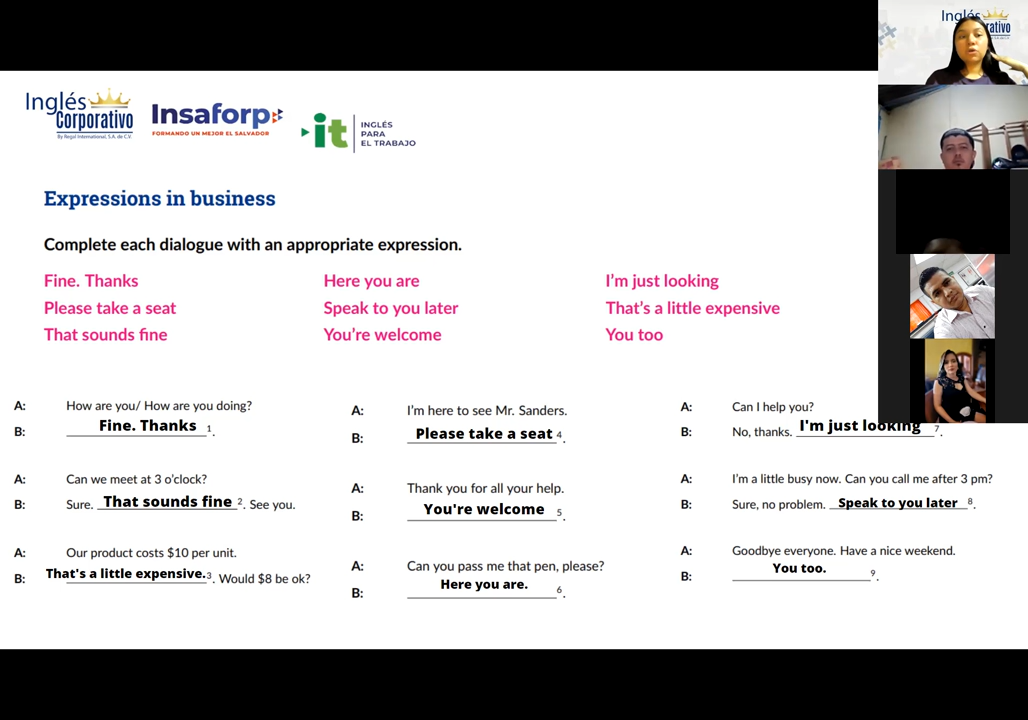 Inglés
Corporativo
By Regal International, S.A. de C.V.
Insaforp
FORMANDO UN MEJOR EL SALVADOR
it
INGLÉS
PARA
EL TRABAJO
Inglés
rativo
Expressions in business
Complete each dialogue with an appropriate expression.
Fine. Thanks
Here you are
I'm just looking
Please take a seat
Speak to you later
That's a little expensive
That sounds fine
You're welcome
You too
A: How are you/ How are you doing?
B: Fine. Thanks 1.
A: Can we meet at 3 o'clock?
B: Sure. That sounds fine 2. See you.
A: Our product costs $10 per unit.
B: That's a little expensive. 3. Would $8 be ok?
A: I'm here to see Mr. Sanders.
B: Please take a seat 4.
A: Thank you for all your help.
B: You're welcome 5.
A: Can you pass me that pen, please?
B: Here you are. 6.
A: Can I help you?
B: No, thanks. I'm just looking 7.
A: I'm a little busy now. Can you call me after 3 pm?
B: Sure, no problem. Speak to you later 8.
A: Goodbye everyone. Have a nice weekend.
B: You too. 9.